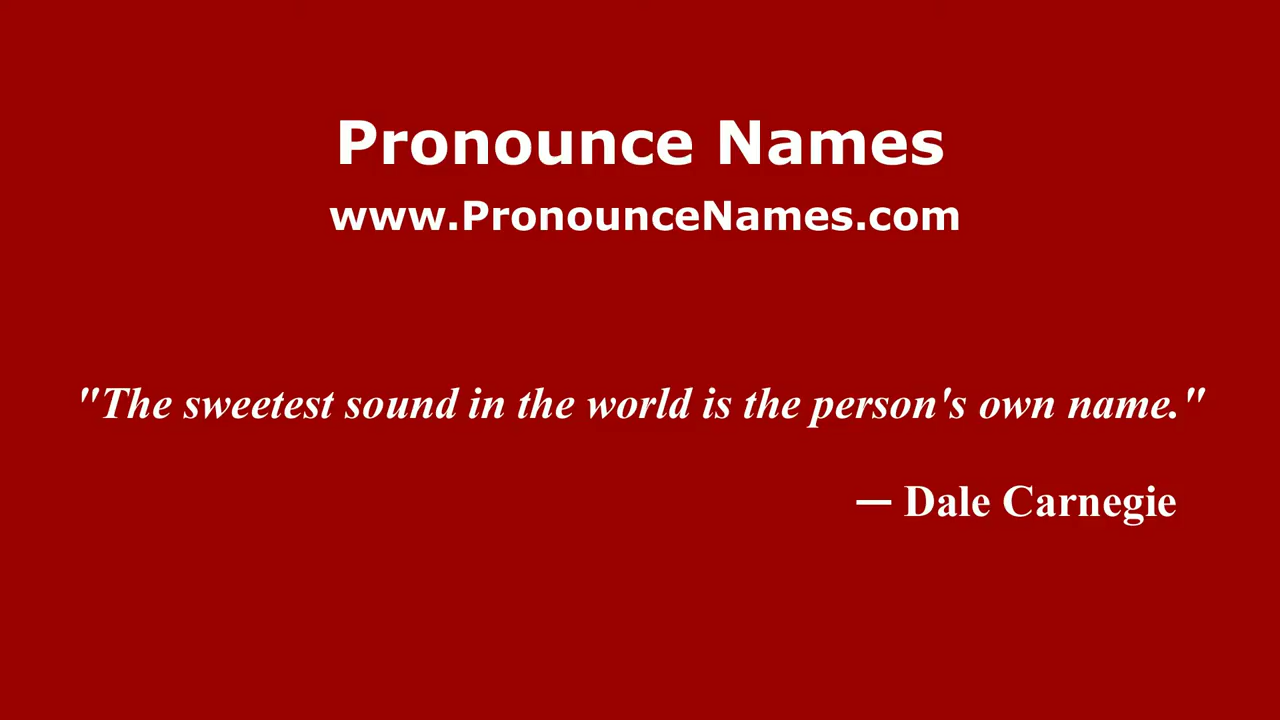 Pronounce Names
www.PronounceNames.com
"The sweetest sound in the world is the person's own name."
— Dale Carnegie